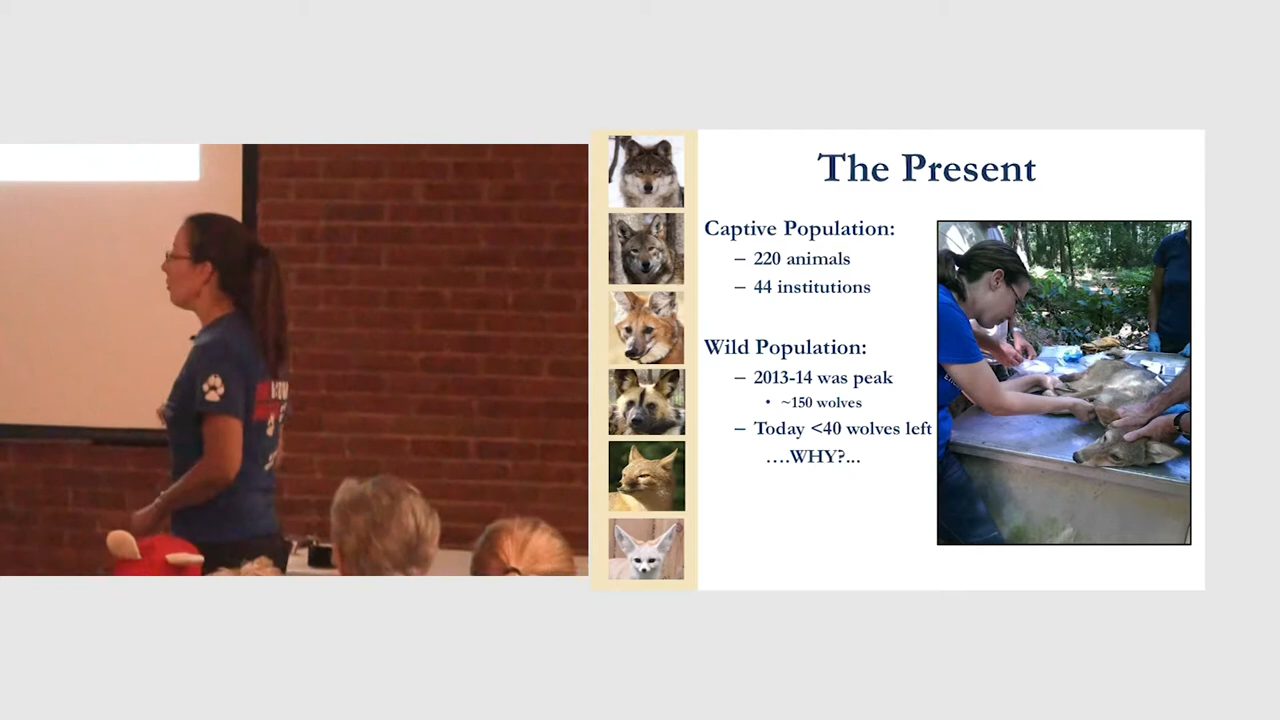 The Present
Captive Population:
– 220 animals
– 44 institutions
Wild Population:
– 2013-14 was peak
• ~150 wolves
– Today <40 wolves left
....WHY?...